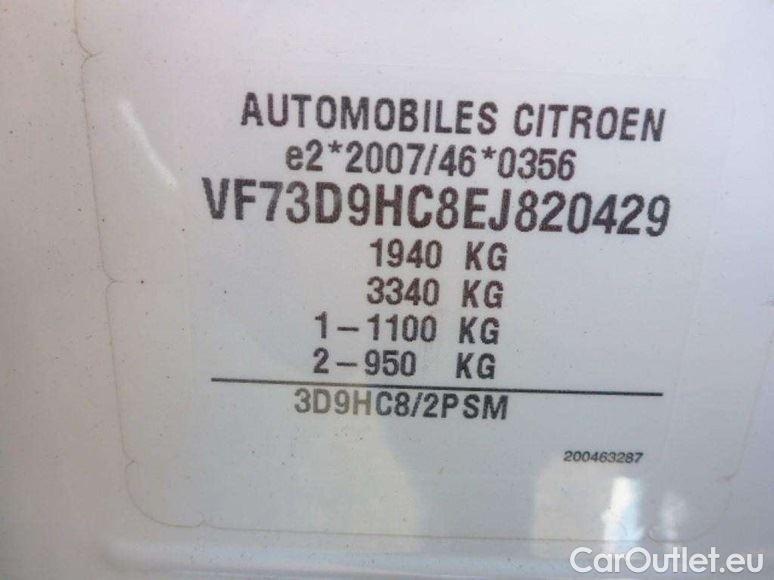 AUTOMOBILES CITROEN
e2*2007/46*0356
VF73D9HC8EJ820429
1940 KG
3340 KG
1-1100 KG
2-950 KG
3D9HC8/2PSM
200463287
CarOutlet.eu